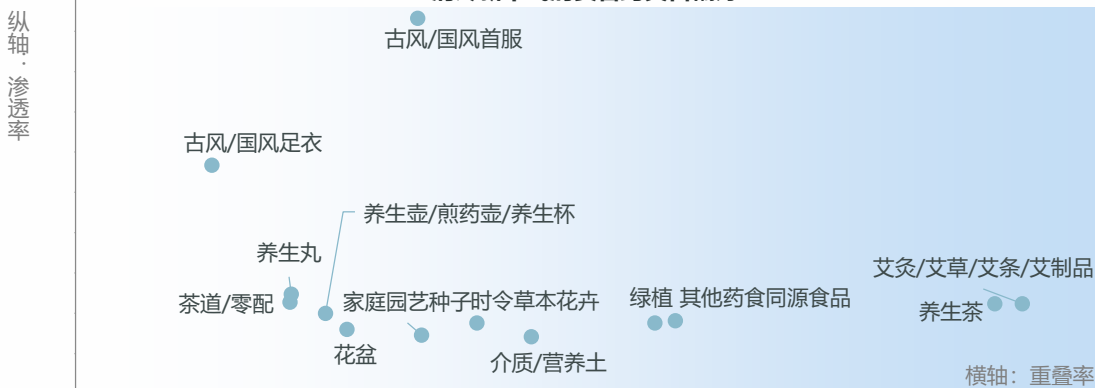 纵轴：渗透率
古风/国风首服
古风/国风足衣
养生壶/煎药壶/养生杯
养生丸
艾灸/艾草/艾条/艾制品
茶道/零配
家庭园艺种子
时令草本花卉
绿植
其他药食同源食品
养生茶
花盆
介质/营养土
横轴：重叠率